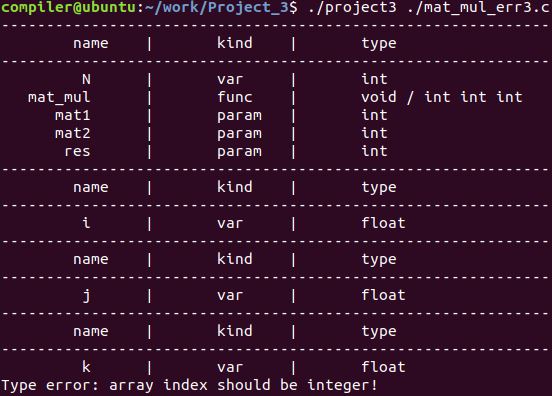 compiler@ubuntu:~/work/Project_3$ ./project3 ./mat_mul_err3.c
-------------------------------------------------------------
name | kind | type
-------------------------------------------------------------
N | var | int
mat_mul | func | void / int int int
mat1 | param | int
mat2 | param | int
res | param | int
-------------------------------------------------------------
name | kind | type
-------------------------------------------------------------
i | var | float
-------------------------------------------------------------
name | kind | type
-------------------------------------------------------------
j | var | float
-------------------------------------------------------------
name | kind | type
-------------------------------------------------------------
k | var | float
Type error: array index should be integer!